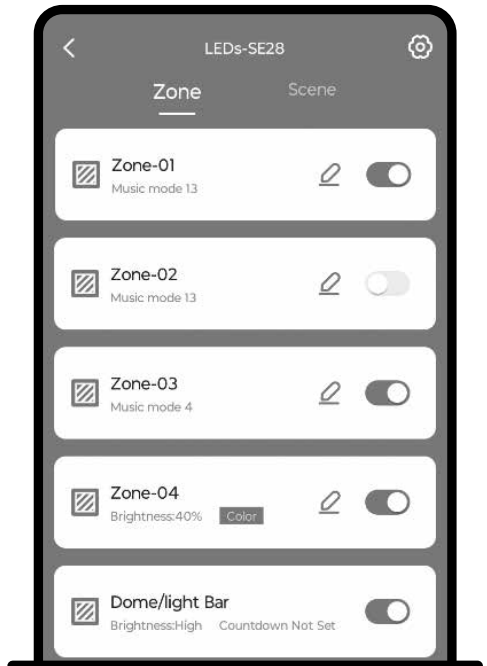 LEDs-SE28
Zone Scene
Zone-01
Music mode 13
Zone-02
Music mode 13
Zone-03
Music mode 4
Zone-04
Brightness:40% Color
Dome/light Bar
Brightness:High Countdown Not Set